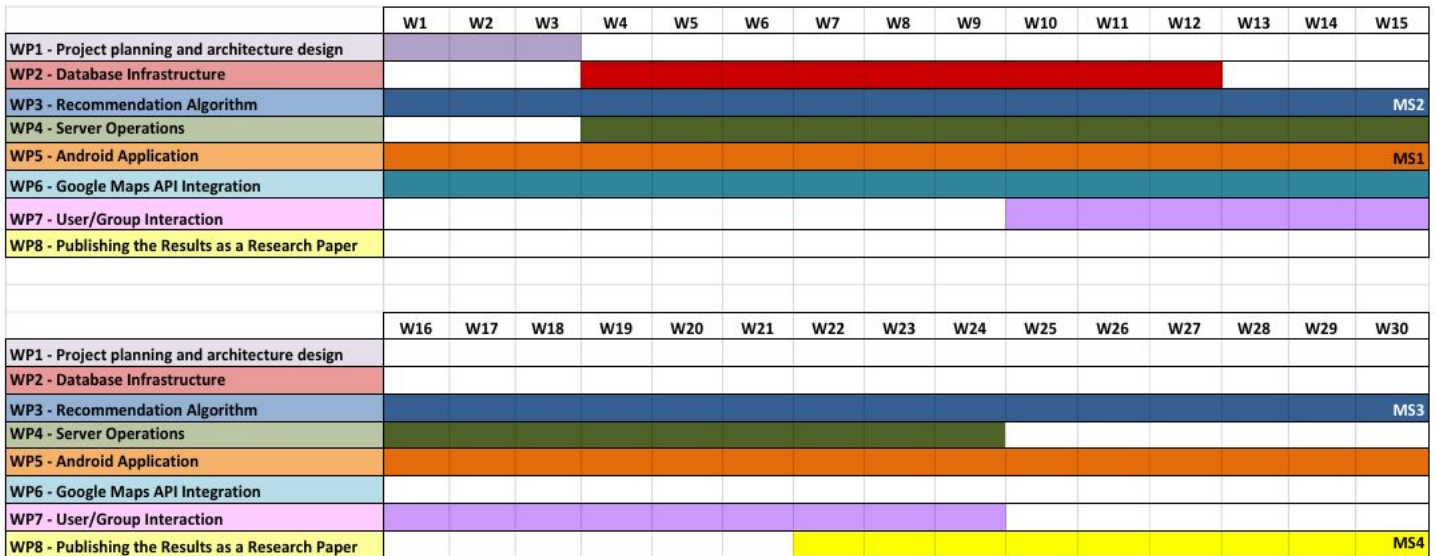 W1 W2 W3 W4 W5 W6 W7 W8 W9 W10 W11 W12 W13 W14 W15
WP1 - Project planning and architecture design
WP2 - Database Infrastructure
WP3 - Recommendation Algorithm MS2
WP4 - Server Operations
WP5 - Android Application MS1
WP6 - Google Maps API Integration
WP7 - User/Group Interaction
WP8 - Publishing the Results as a Research Paper
W16 W17 W18 W19 W20 W21 W22 W23 W24 W25 W26 W27 W28 W29 W30
WP1 - Project planning and architecture design
WP2 - Database Infrastructure
WP3 - Recommendation Algorithm MS3
WP4 - Server Operations
WP5 - Android Application
WP6 - Google Maps API Integration
WP7 - User/Group Interaction
WP8 - Publishing the Results as a Research Paper MS4